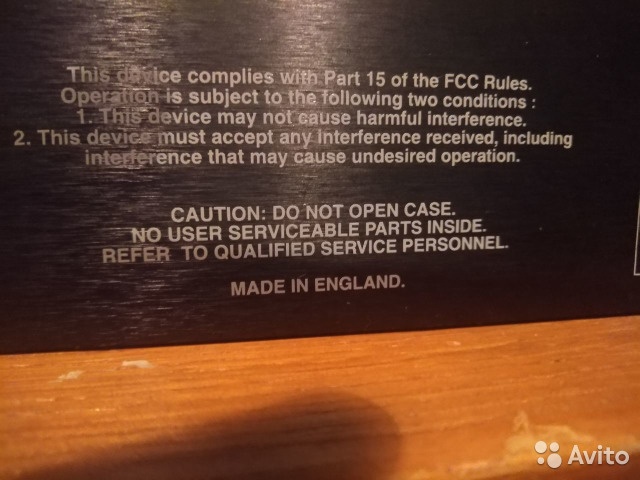 This device complies with Part 15 of the FCC Rules.
Operation is subject to the following two conditions :
1. This device may not cause harmful interference.
2. This device must accept any interference received, including
interference that may cause undesired operation.
CAUTION: DO NOT OPEN CASE.
NO USER SERVICEABLE PARTS INSIDE.
REFER TO QUALIFIED SERVICE PERSONNEL.
MADE IN ENGLAND.
Avito